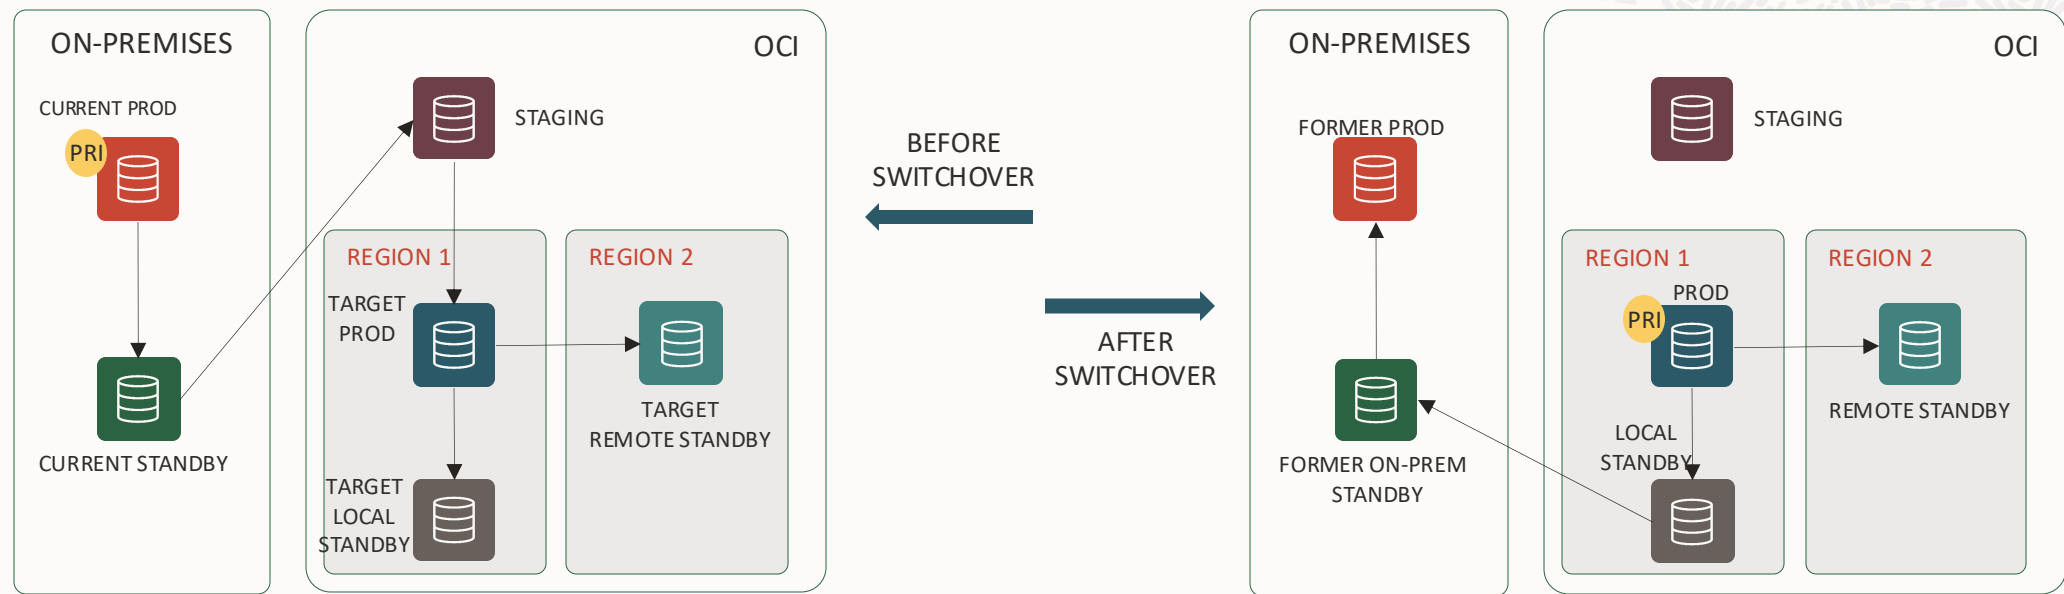 ON-PREMISES
OCI
CURRENT PROD
PRI
STAGING
REGION 1
REGION 2
TARGET
PROD
TARGET
REMOTE STANDBY
CURRENT STANDBY
TARGET
LOCAL
STANDBY
BEFORE
SWITCHOVER
AFTER
SWITCHOVER
ON-PREMISES
OCI
FORMER PROD
STAGING
REGION 1
REGION 2
PROD
PRI
REMOTE STANDBY
LOCAL
STANDBY
FORMER ON-PREM
STANDBY